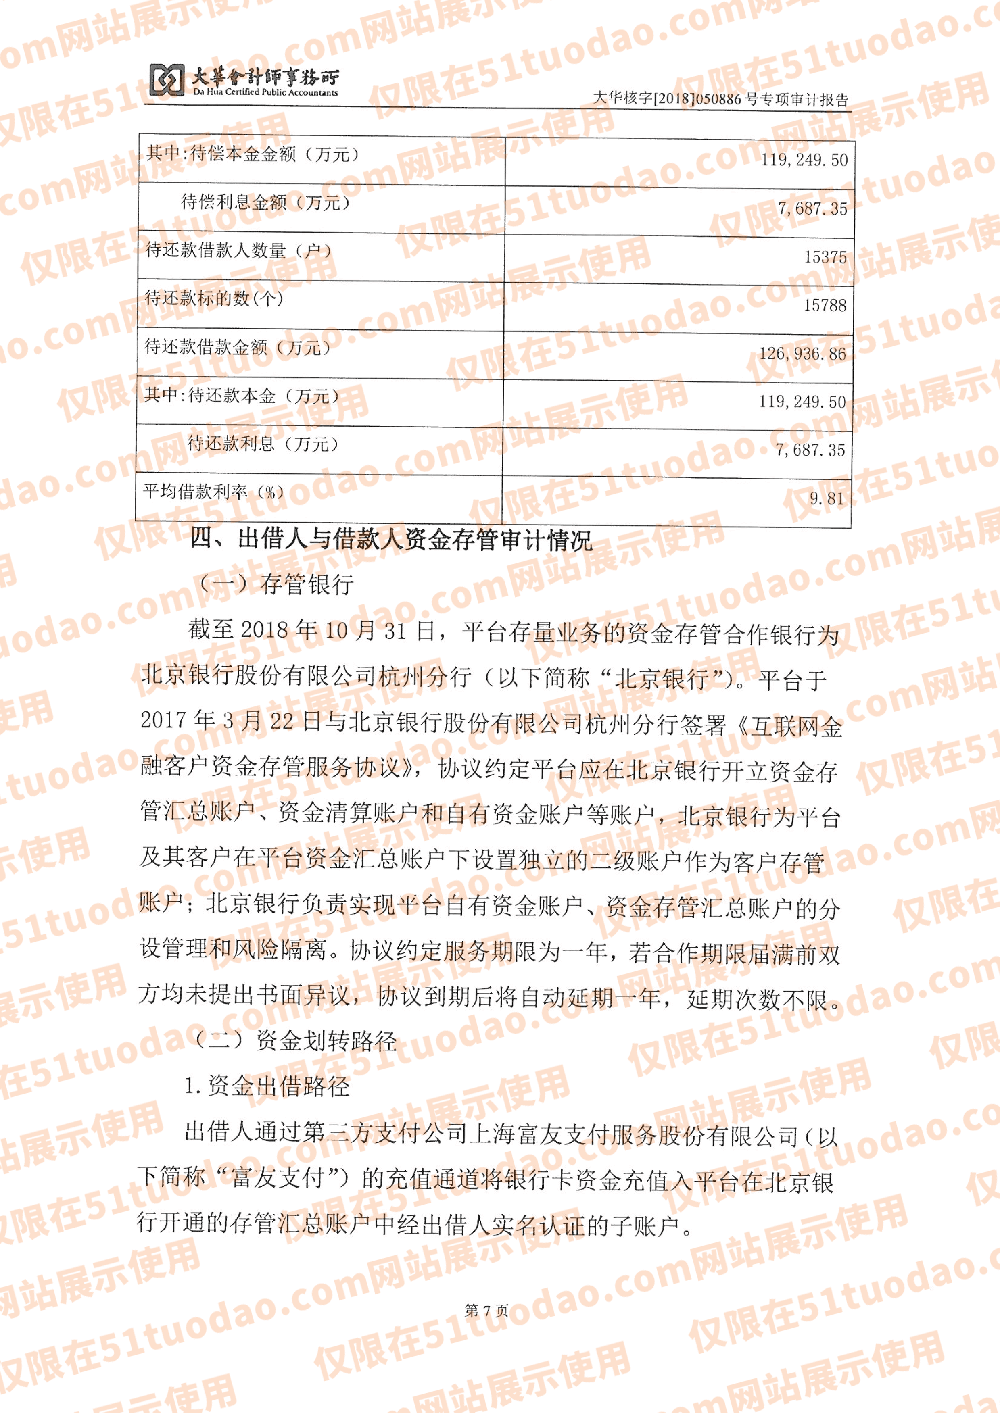 大华会计师事务所
Da Hua Certified Public Accountants
大华核字[2018]050886号专项审计报告
其中:待偿本金金额（万元） 119,249.50
待偿利息金额（万元） 7,687.35
待还款借款人数量（户） 15375
待还款标的数(个) 15788
待还款借款金额（万元） 126,936.86
其中:待还款本金（万元） 119,249.50
待还款利息（万元） 7,687.35
平均借款利率（%） 9.81
四、出借人与借款人资金存管审计情况
（一）存管银行
截至 2018 年 10 月 31 日，平台存量业务的资金存管合作银行为
北京银行股份有限公司杭州分行（以下简称“北京银行”）。平台于
2017 年 3 月 22 日与北京银行股份有限公司杭州分行签署《互联网金
融客户资金存管服务协议》，协议约定平台应在北京银行开立资金存
管汇总账户、资金清算账户和自有资金账户等账户，北京银行为平台
及其客户在平台资金汇总账户下设置独立的二级账户作为客户存管
账户；北京银行负责实现平台自有资金账户、资金存管汇总账户的分
设管理和风险隔离。协议约定服务期限为一年，若合作期限届满前双
方均未提出书面异议，协议到期后将自动延期一年，延期次数不限。
（二）资金划转路径
1.资金出借路径
出借人通过第三方支付公司上海富友支付服务股份有限公司（以
下简称“富友支付”）的充值通道将银行卡资金充值入平台在北京银
行开通的存管汇总账户中经出借人实名认证的子账户。
第 7 页
仅限在51tuodao.com网站展示使用